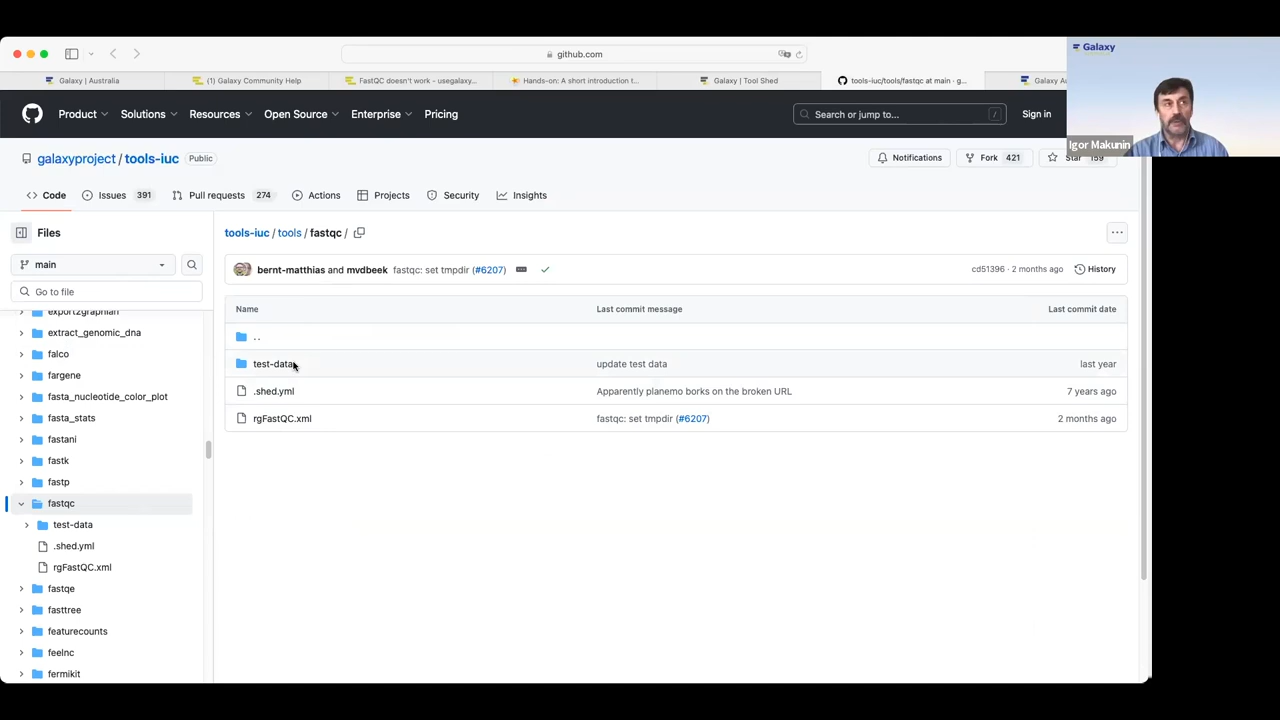 github.com
Galaxy | Australia
(1) Galaxy Community Help
FastQC doesn't work - usegalaxy....
Hands-on: A short introduction t...
Galaxy | Tool Shed
tools-iuc/tools/fastqc at main · g...
Galaxy Au
Galaxy
Igor Makunin
Product
Solutions
Resources
Open Source
Enterprise
Pricing
Search or jump to...
/
Sign in
galaxyproject / tools-iuc
Public
Notifications
Fork 421
Star 159
Code
Issues 391
Pull requests 274
Actions
Projects
Security
Insights
Files
main
Go to file
export2graphlan
extract_genomic_dna
falco
fargene
fasta_nucleotide_color_plot
fasta_stats
fastani
fastk
fastp
fastqc
test-data
.shed.yml
rgFastQC.xml
fastqe
fasttree
featurecounts
feelnc
fermikit
tools-iuc / tools / fastqc /
bernt-matthias and mvdbeek fastqc: set tmpdir (#6207)
cd51396 · 2 months ago
History
Name
Last commit message
Last commit date
..
test-data
update test data
last year
.shed.yml
Apparently planemo borks on the broken URL
7 years ago
rgFastQC.xml
fastqc: set tmpdir (#6207)
2 months ago